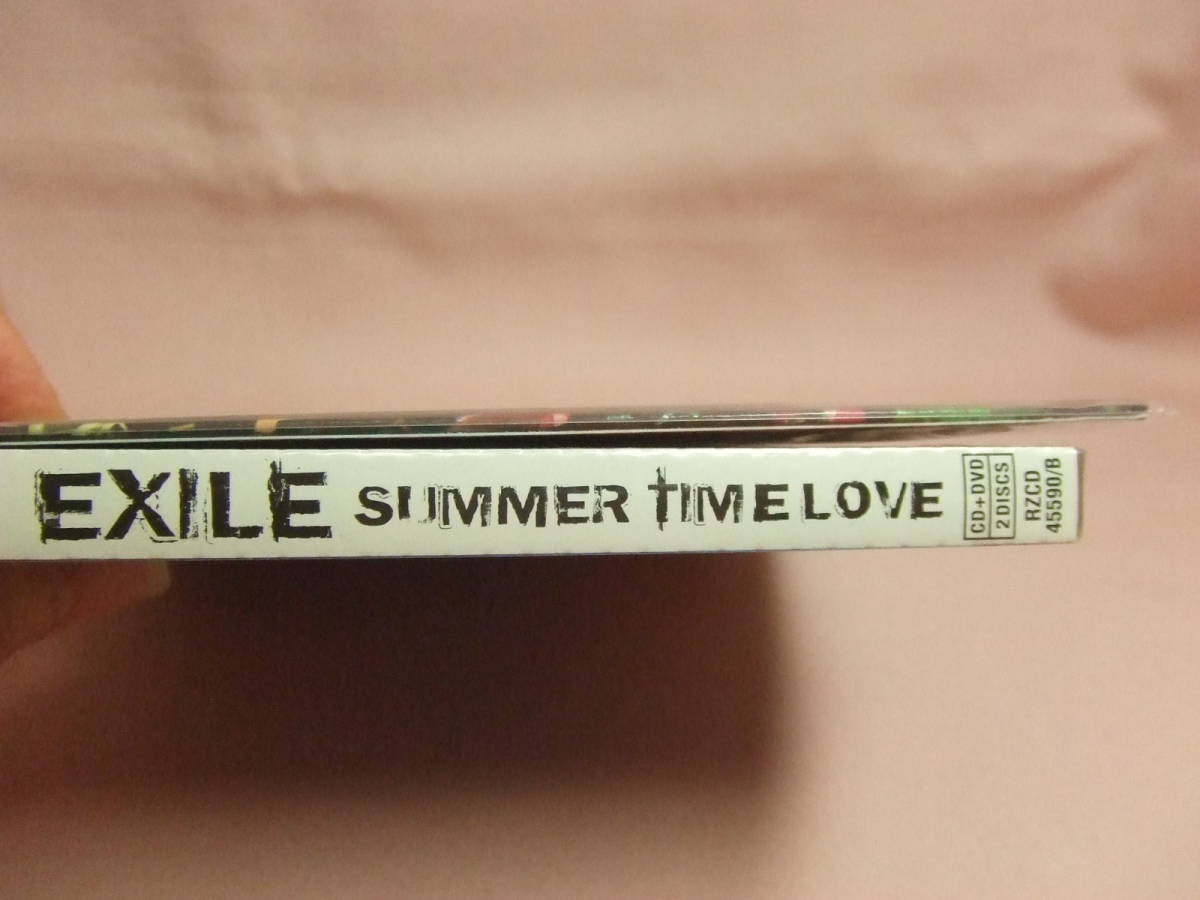 EXILE SUMMER TIME LOVE
CD+DVD
2 DISCS
RZCD
45590/B